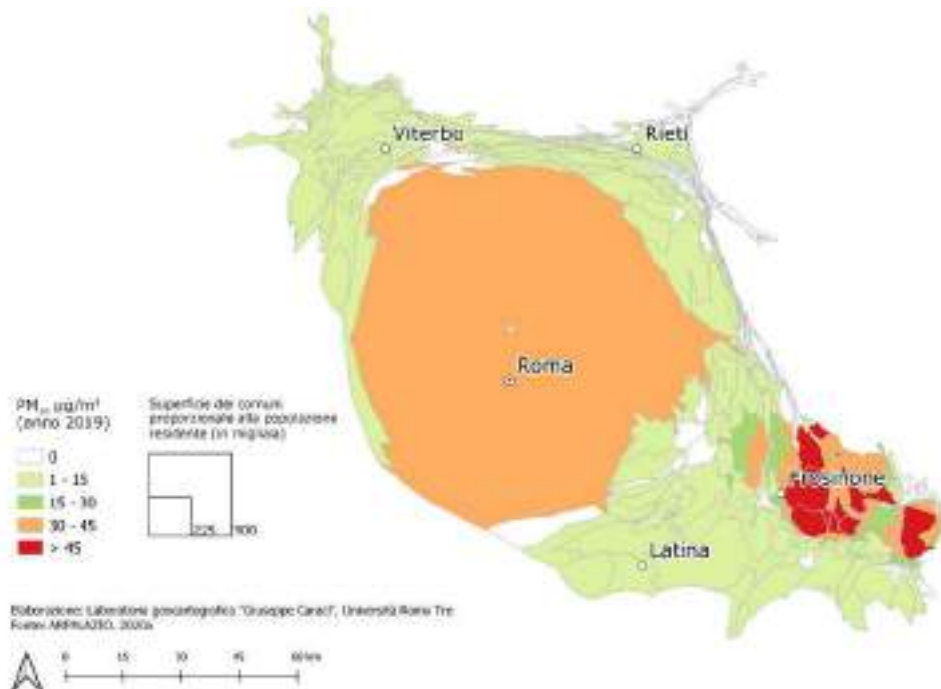 Viterbo
Rieti
Roma
Frosinone
Latina
PM₁₀ µg/m³
(anno 2019)
0
1 - 15
15 - 30
30 - 45
> 45
Superficie dei comuni
proporzionale alla popolazione
residente (in migliaia)
225
900
Elaborazione: Laboratorio geocartografico "Giuseppe Caraci", Università Roma Tre
Fonte: ARPALAZIO, 2020a
0 15 30 45 60 km